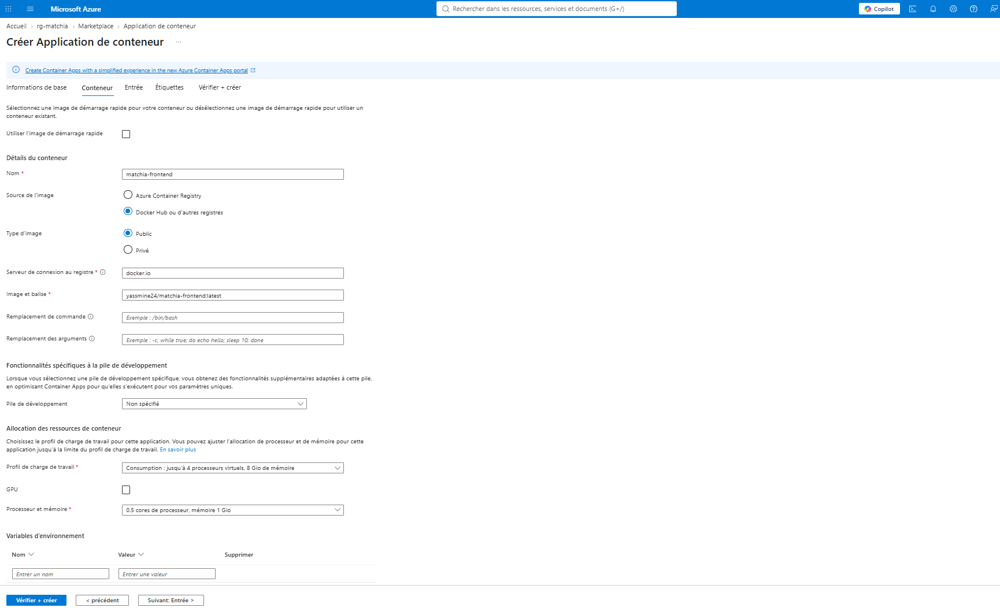 Microsoft Azure
Rechercher dans les ressources, services et documents (G+/)
Copilot
Accueil > rg-matchia > Marketplace > Application de conteneur
Créer Application de conteneur ...
Create Container Apps with a simplified experience in the new Azure Container Apps portal
Informations de base Conteneur Entrée Étiquettes Vérifier + créer
Sélectionnez une image de démarrage rapide pour votre conteneur ou désélectionnez une image de démarrage rapide pour utiliser un
conteneur existant.
Utiliser l'image de démarrage rapide
Détails du conteneur
Nom * matchia-frontend
Source de l'image Azure Container Registry
Docker Hub ou d'autres registres
Type d'image Public
Privé
Serveur de connexion au registre * docker.io
Image et balise * yassmine24/matchia-frontend:latest
Remplacement de commande Exemple : /bin/bash
Remplacement des arguments Exemple : -c, while true; do echo hello; sleep 10; done
Fonctionnalités spécifiques à la pile de développement
Lorsque vous sélectionnez une pile de développement spécifique, vous obtenez des fonctionnalités supplémentaires adaptées à cette pile,
en optimisant Container Apps pour qu'elles s'exécutent pour vos paramètres uniques.
Pile de développement Non spécifié
Allocation des ressources de conteneur
Choisissez le profil de charge de travail pour cette application. Vous pouvez ajuster l'allocation de processeur et de mémoire pour cette
application jusqu'à la limite du profil de charge de travail. En savoir plus
Profil de charge de travail * Consumption : jusqu'à 4 processeurs virtuels, 8 Gio de mémoire
GPU
Processeur et mémoire * 0.5 cores de processeur, mémoire 1 Gio
Variables d'environnement
Nom Valeur Supprimer
Entrer un nom Entrer une valeur
Vérifier + créer < précédent Suivant: Entrée >